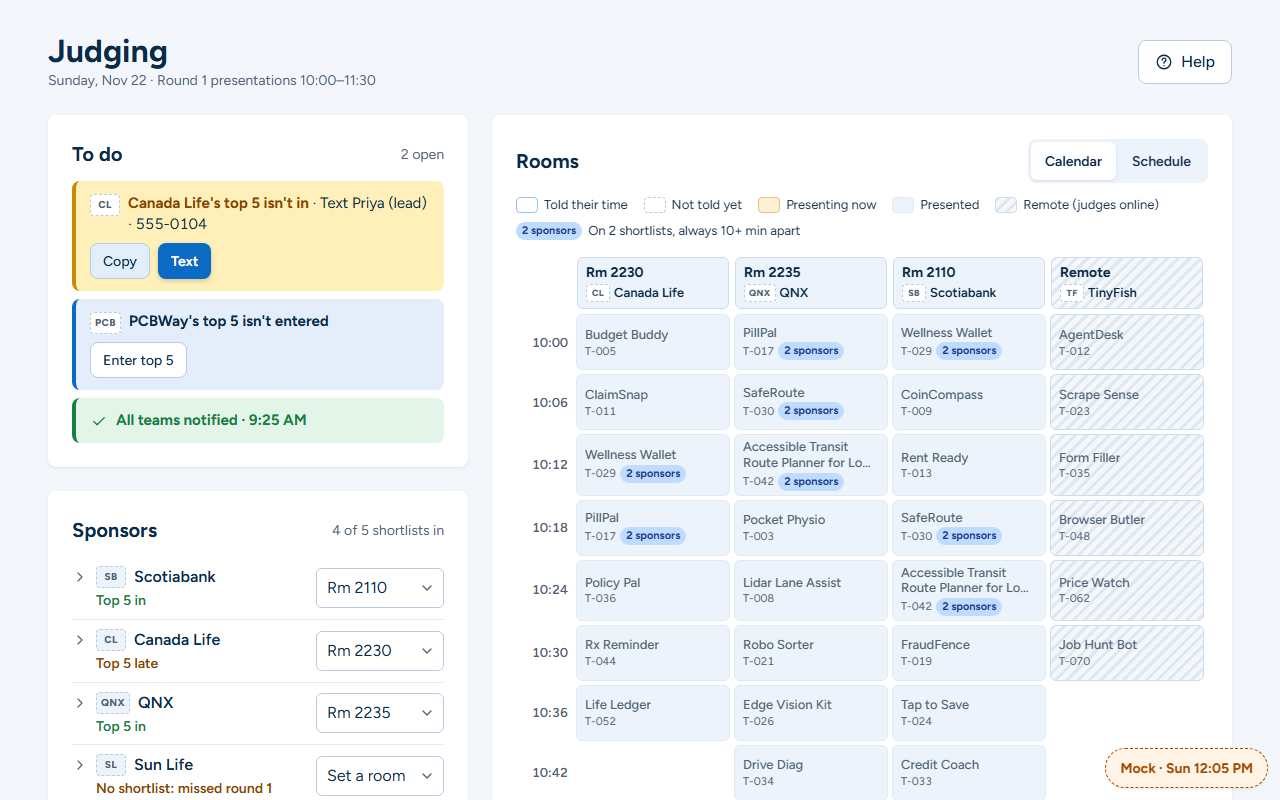 Judging
Sunday, Nov 22 · Round 1 presentations 10:00–11:30
Help
To do
2 open
CL
Canada Life's top 5 isn't in · Text Priya (lead)
· 555-0104
Copy
Text
PCB
PCBWay's top 5 isn't entered
Enter top 5
All teams notified · 9:25 AM
Sponsors
4 of 5 shortlists in
SB
Scotiabank
Top 5 in
Rm 2110
CL
Canada Life
Top 5 late
Rm 2230
QNX
QNX
Top 5 in
Rm 2235
SL
Sun Life
No shortlist: missed round 1
Set a room
Rooms
Calendar
Schedule
Told their time
Not told yet
Presenting now
Presented
Remote (judges online)
2 sponsors
On 2 shortlists, always 10+ min apart
Rm 2230
CL Canada Life
Rm 2235
QNX QNX
Rm 2110
SB Scotiabank
Remote
TF TinyFish
10:00
Budget Buddy
T-005
PillPal
T-017 2 sponsors
Wellness Wallet
T-029 2 sponsors
AgentDesk
T-012
10:06
ClaimSnap
T-011
SafeRoute
T-030 2 sponsors
CoinCompass
T-009
Scrape Sense
T-023
10:12
Wellness Wallet
T-029 2 sponsors
Accessible Transit
Route Planner for Lo...
T-042 2 sponsors
Rent Ready
T-013
Form Filler
T-035
10:18
PillPal
T-017 2 sponsors
Pocket Physio
T-003
SafeRoute
T-030 2 sponsors
Browser Butler
T-048
10:24
Policy Pal
T-036
Lidar Lane Assist
T-008
Accessible Transit
Route Planner for Lo...
T-042 2 sponsors
Price Watch
T-062
10:30
Rx Reminder
T-044
Robo Sorter
T-021
FraudFence
T-019
Job Hunt Bot
T-070
10:36
Life Ledger
T-052
Edge Vision Kit
T-026
Tap to Save
T-024
10:42
Drive Diag
T-034
Credit Coach
T-033
Mock · Sun 12:05 PM